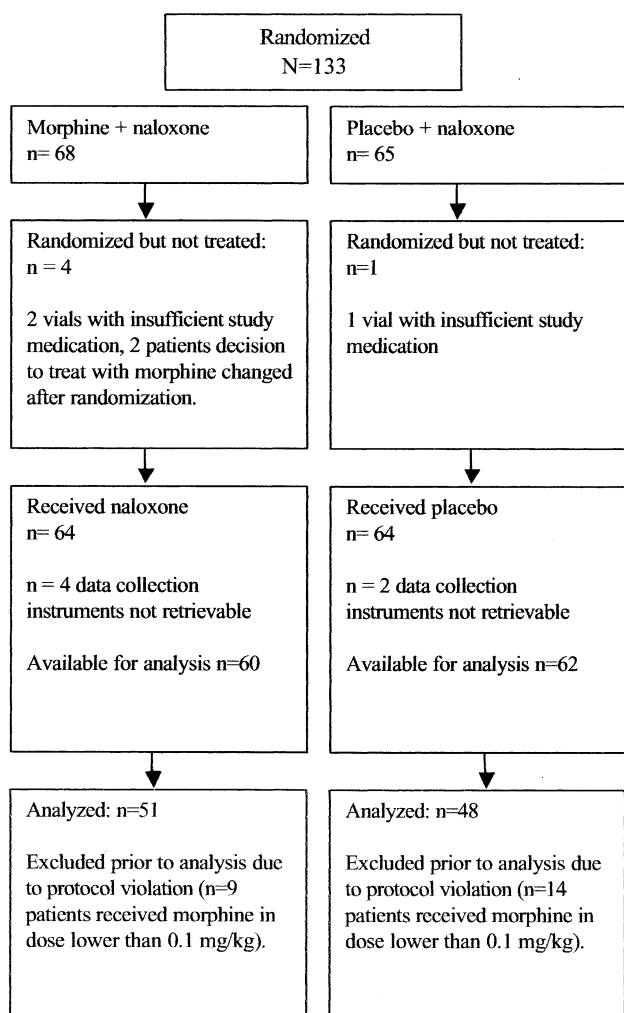 Randomized
N=133
Morphine + naloxone
n= 68
Placebo + naloxone
n= 65
Randomized but not treated:
n = 4
2 vials with insufficient study
medication, 2 patients decision
to treat with morphine changed
after randomization.
Randomized but not treated:
n=1
1 vial with insufficient study
medication
Received naloxone
n= 64
n = 4 data collection
instruments not retrievable
Available for analysis n=60
Received placebo
n= 64
n = 2 data collection
instruments not retrievable
Available for analysis n=62
Analyzed: n=51
Excluded prior to analysis due
to protocol violation (n=9
patients received morphine in
dose lower than 0.1 mg/kg).
Analyzed: n=48
Excluded prior to analysis due
to protocol violation (n=14
patients received morphine in
dose lower than 0.1 mg/kg).